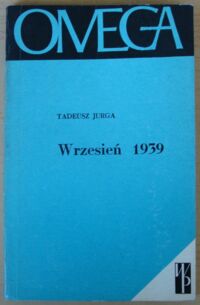 OMEGA
TADEUSZ JURGA
Wrzesień 1939
WP